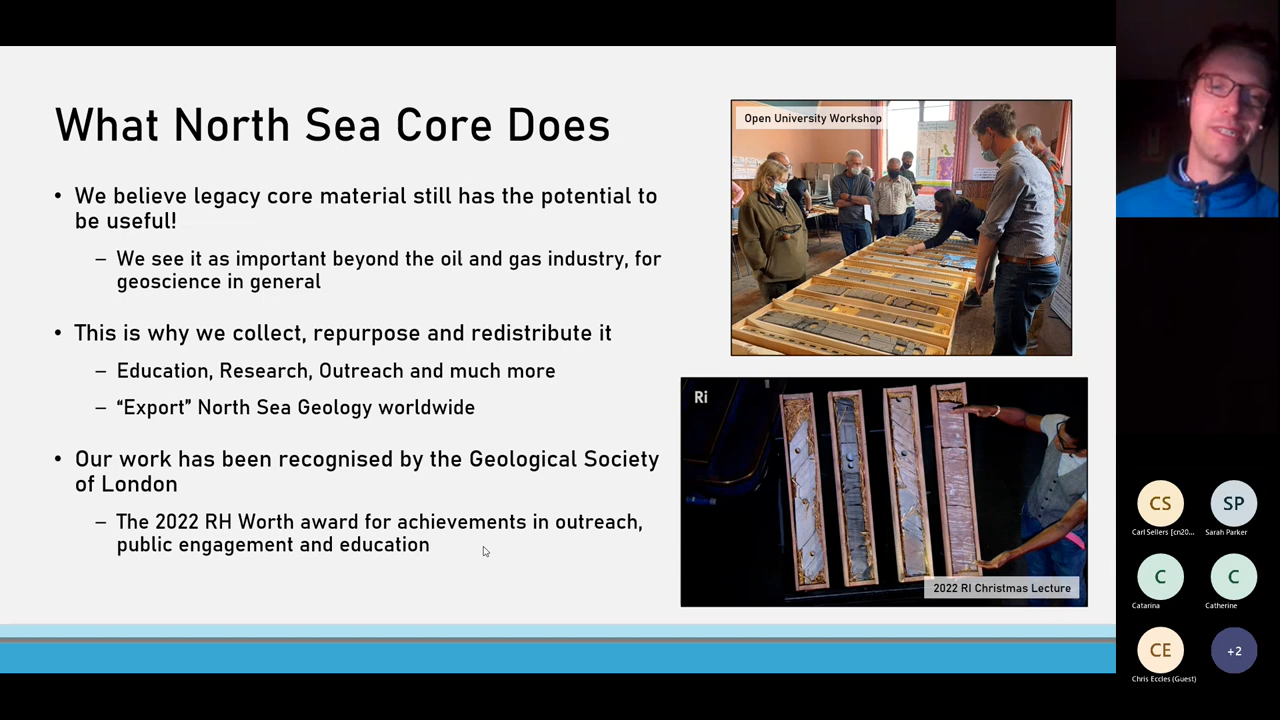 What North Sea Core Does
• We believe legacy core material still has the potential to
be useful!
– We see it as important beyond the oil and gas industry, for
geoscience in general
• This is why we collect, repurpose and redistribute it
– Education, Research, Outreach and much more
– “Export” North Sea Geology worldwide
• Our work has been recognised by the Geological Society
of London
– The 2022 RH Worth award for achievements in outreach,
public engagement and education
Open University Workshop
Ri
2022 RI Christmas Lecture
CS
SP
Carl Sellers [cn20...
Sarah Parker
C
C
Catarina
Catherine
CE
+2
Chris Eccles (Guest)